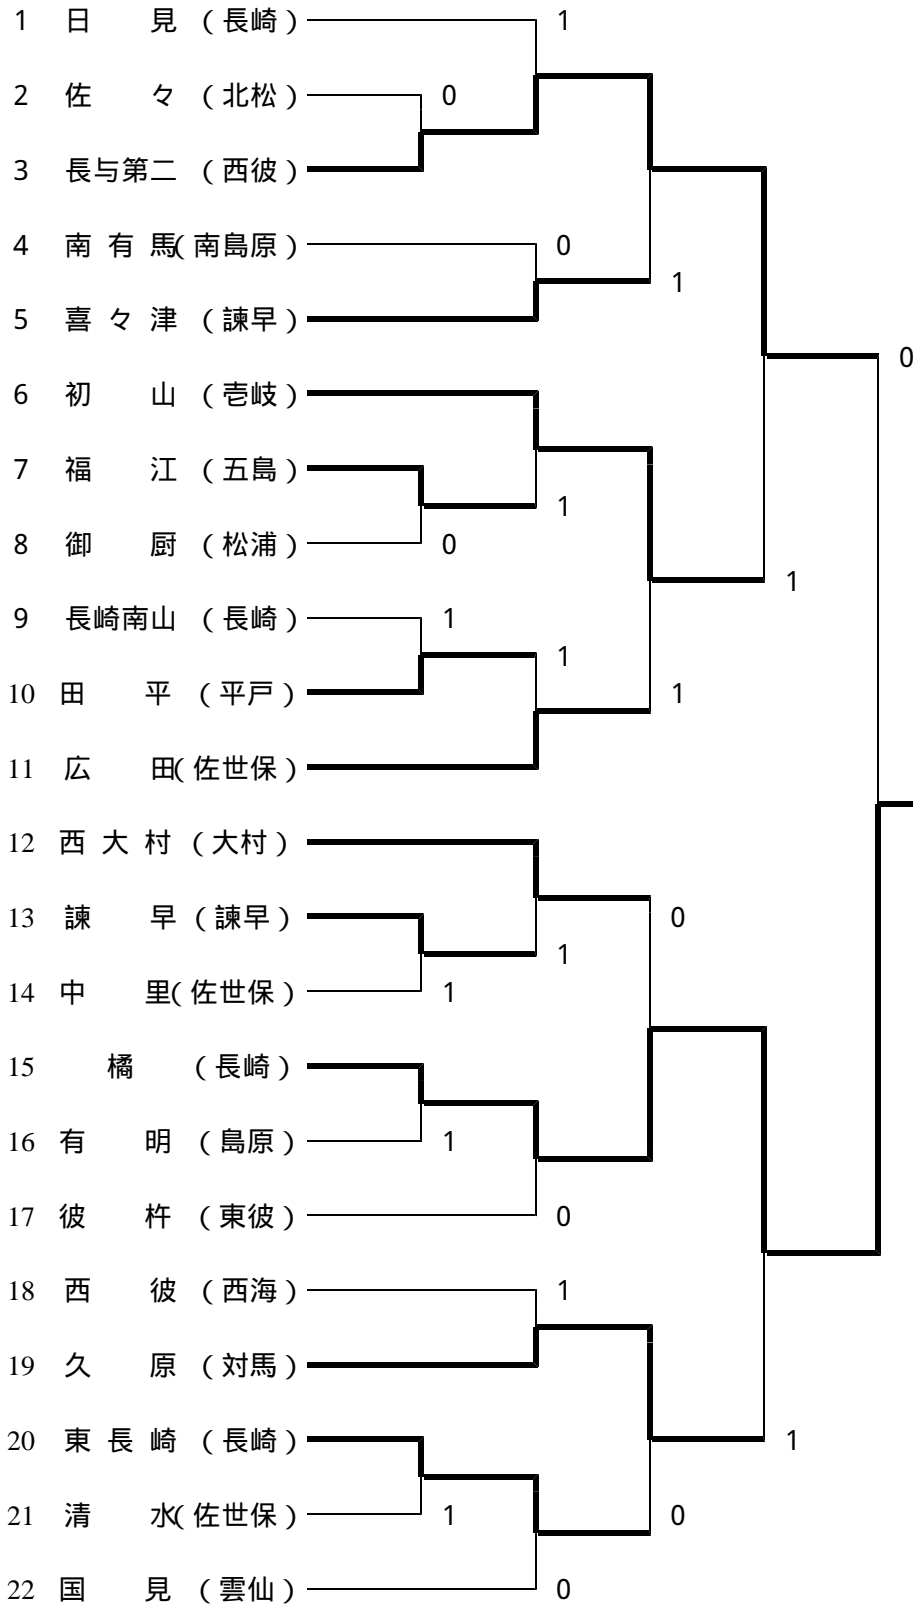 1 日 見 (長崎) 1
2 佐 々 (北松) 0
3 長与第二 (西彼)
4 南 有 馬(南島原) 0
1
5 喜 々 津 (諫早)
0
6 初 山 (壱岐)
7 福 江 (五島)
1
8 御 厨 (松浦) 0
1
9 長崎南山 (長崎) 1
1
10 田 平 (平戸) 1
11 広 田(佐世保)
12 西 大 村 (大村)
13 諫 早 (諫早) 0
1
14 中 里(佐世保) 1
15 橘 (長崎)
16 有 明 (島原) 1
17 彼 杵 (東彼) 0
18 西 彼 (西海) 1
19 久 原 (対馬)
20 東 長 崎 (長崎) 1
21 清 水(佐世保) 1 0
22 国 見 (雲仙) 0